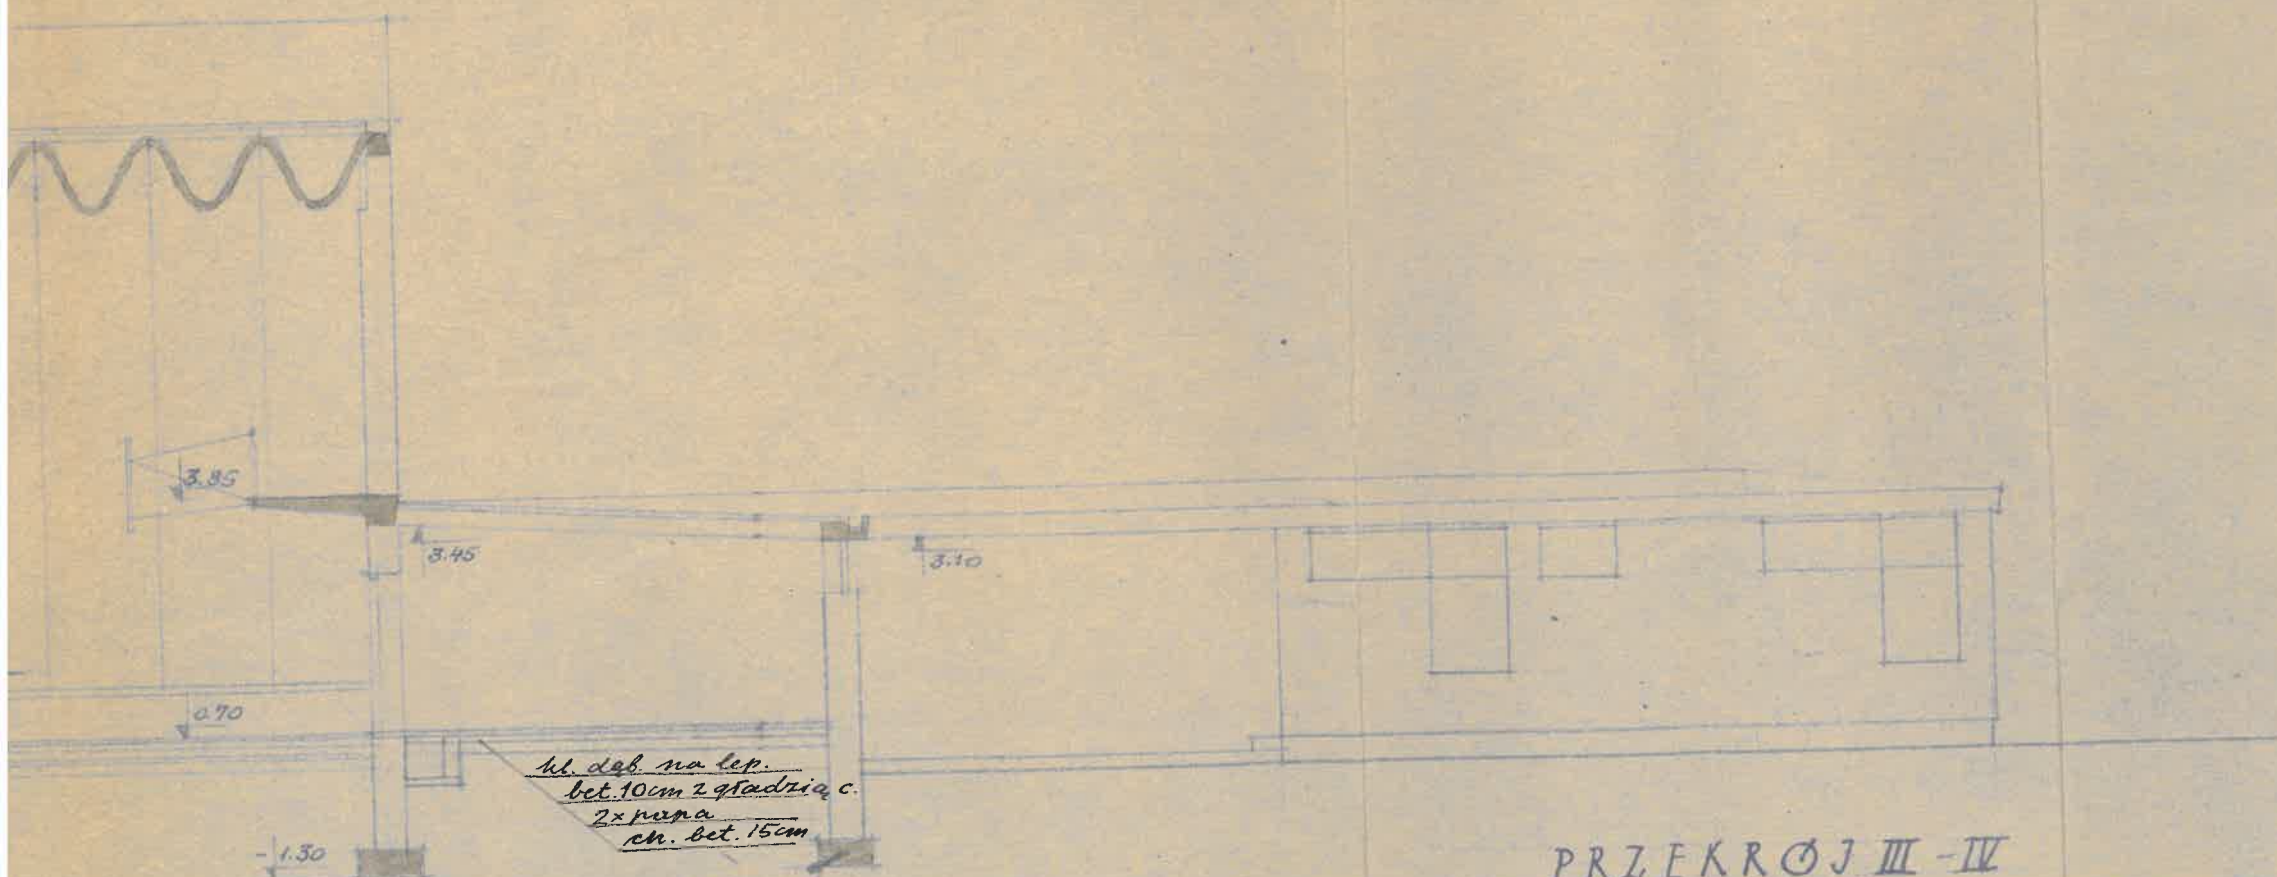 3.85
3.45
3.10
0.70
kl. dąb. na lep.
bet. 10cm z gładzią c.
2x papa
ch. bet. 15cm
-1.30
PRZEKRÓJ III - IV